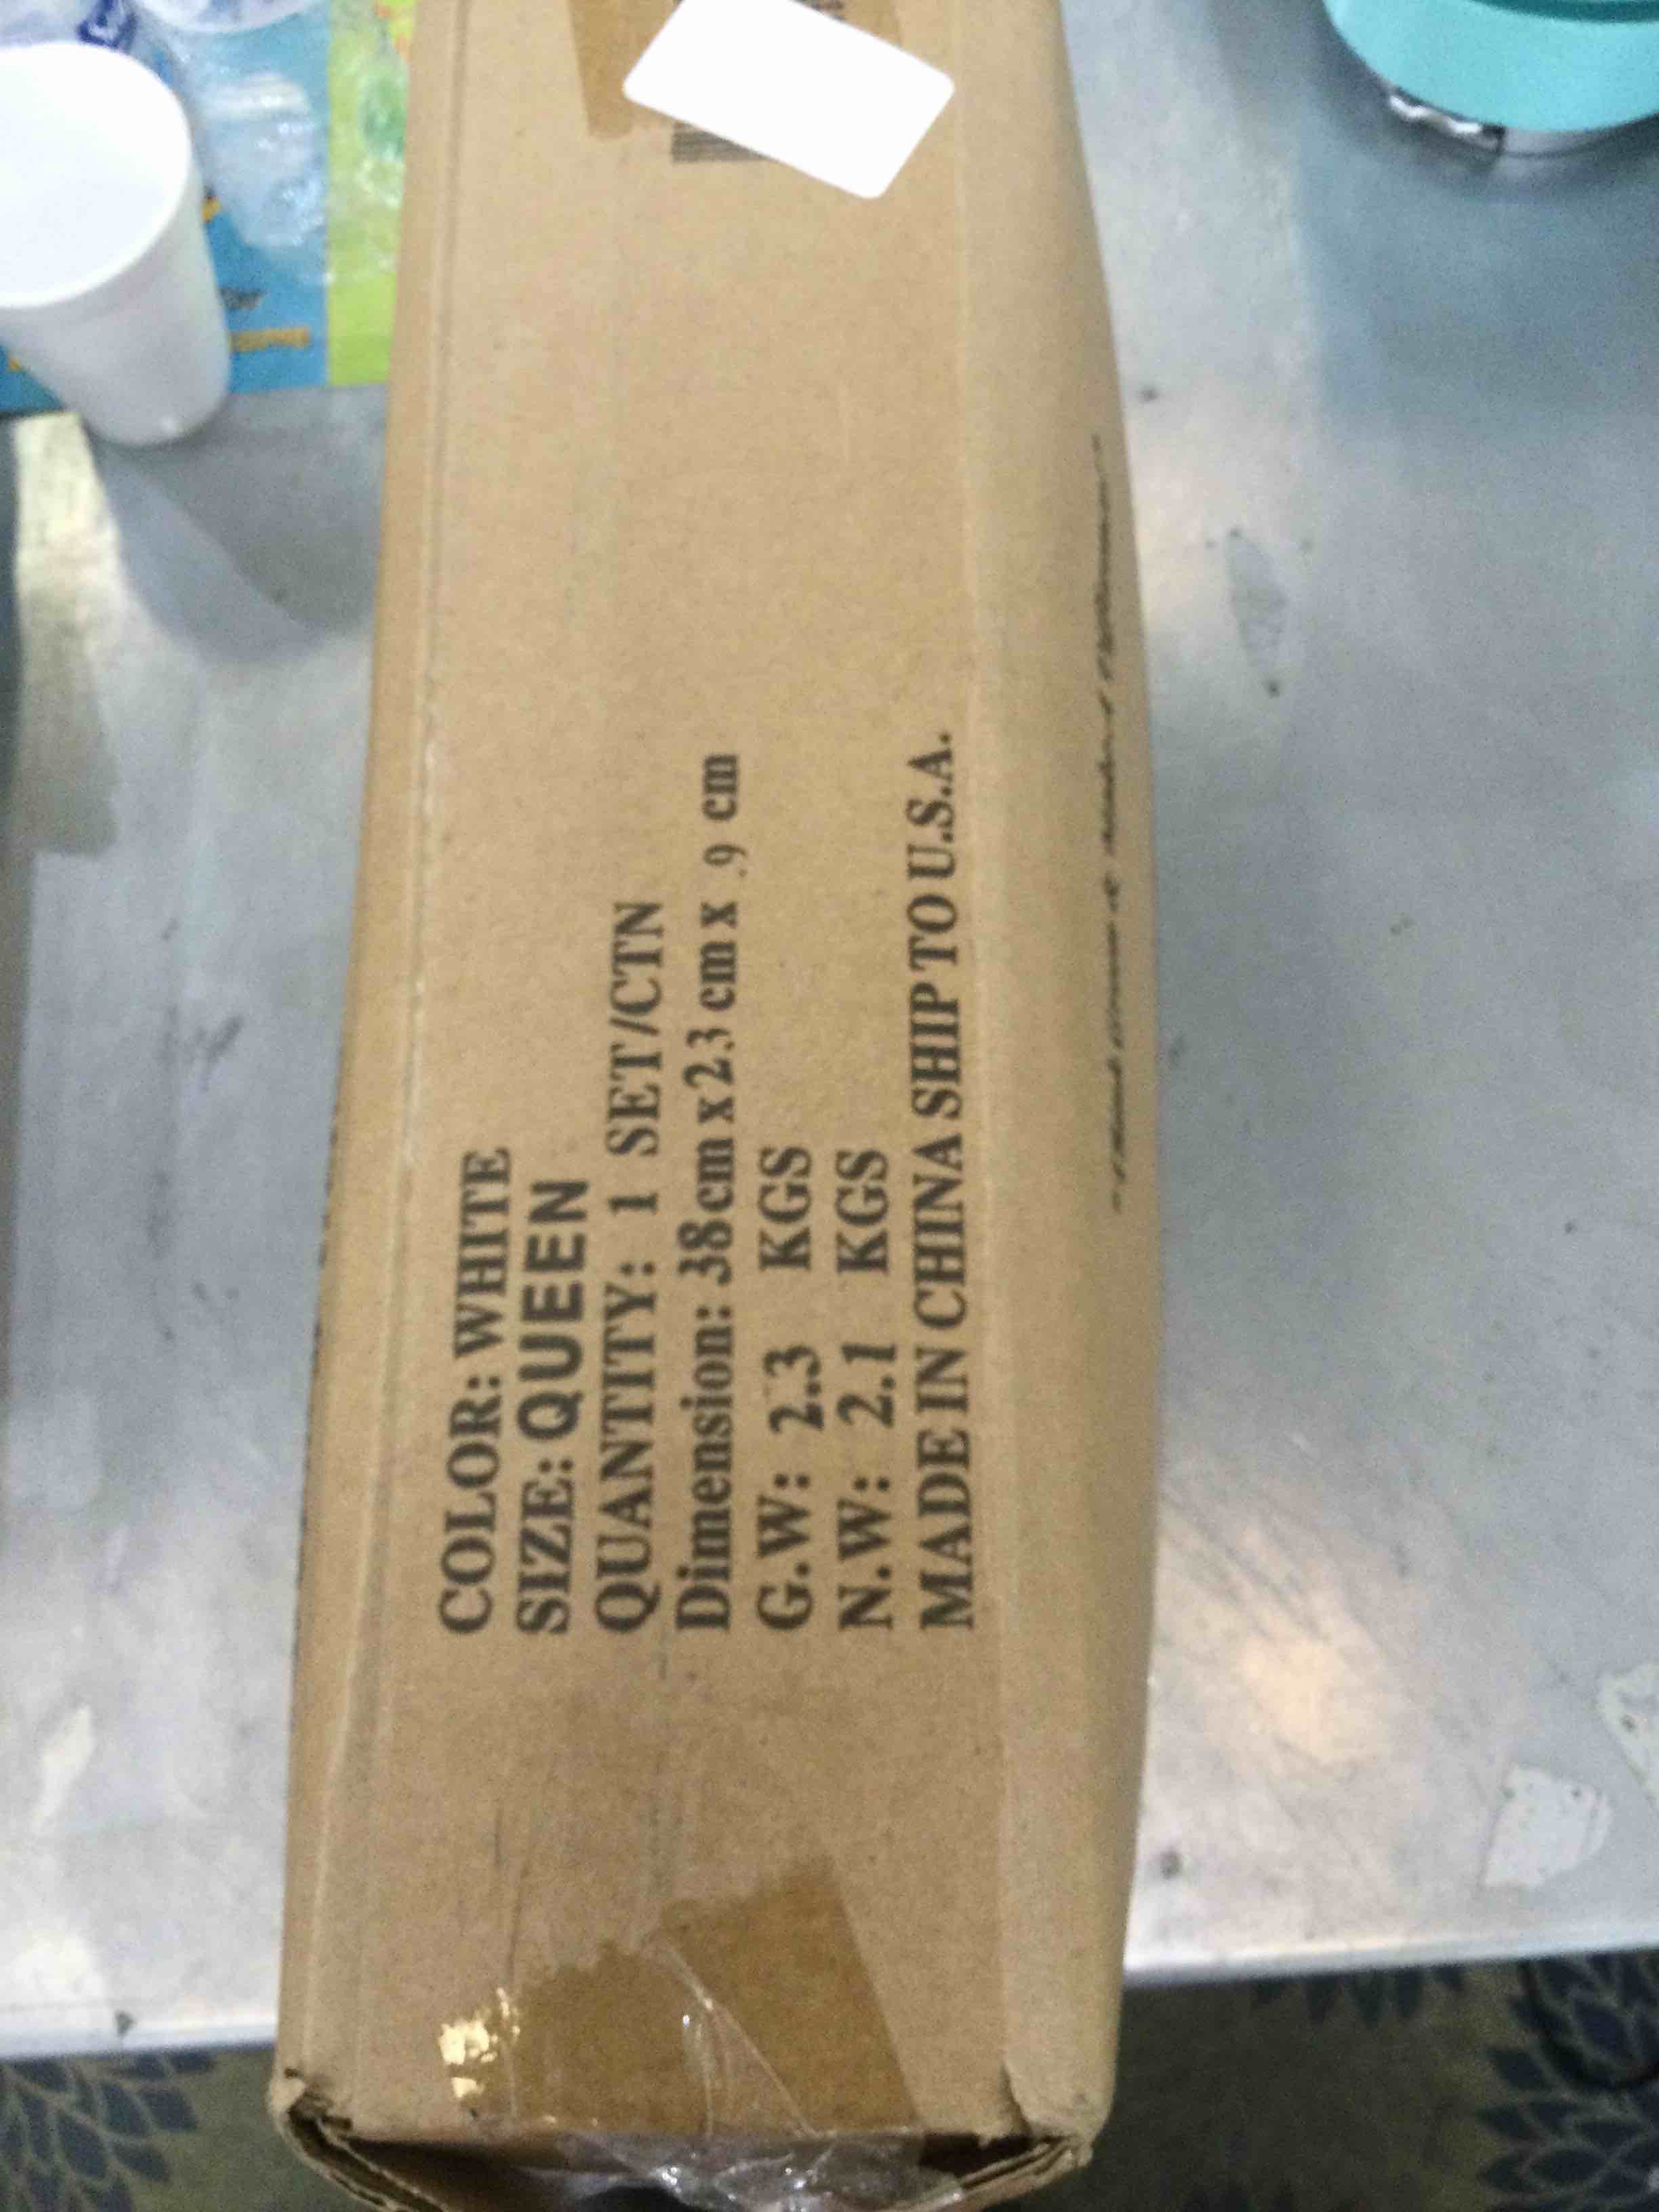 COLOR: WHITE
SIZE: QUEEN
QUANTITY: 1 SET/CTN
Dimension: 38cm x 23 cm x .9 cm
G.W: 2.3 KGS
N.W: 2.1 KGS
MADE IN CHINA SHIP TO U.S.A.